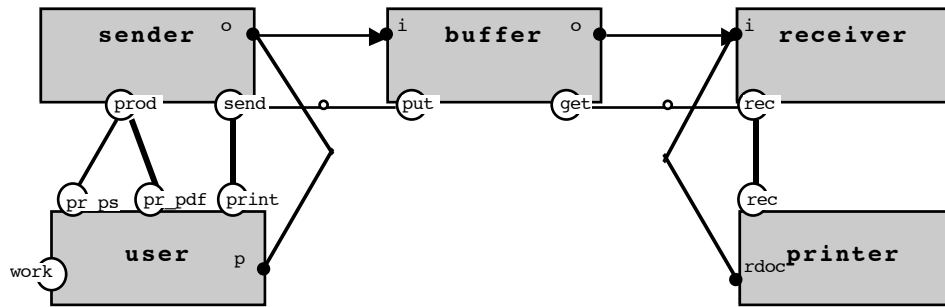 sender o i buffer o i receiver
prod send put get rec
pr_ps pr_pdf print rec
work user p rdoc printer